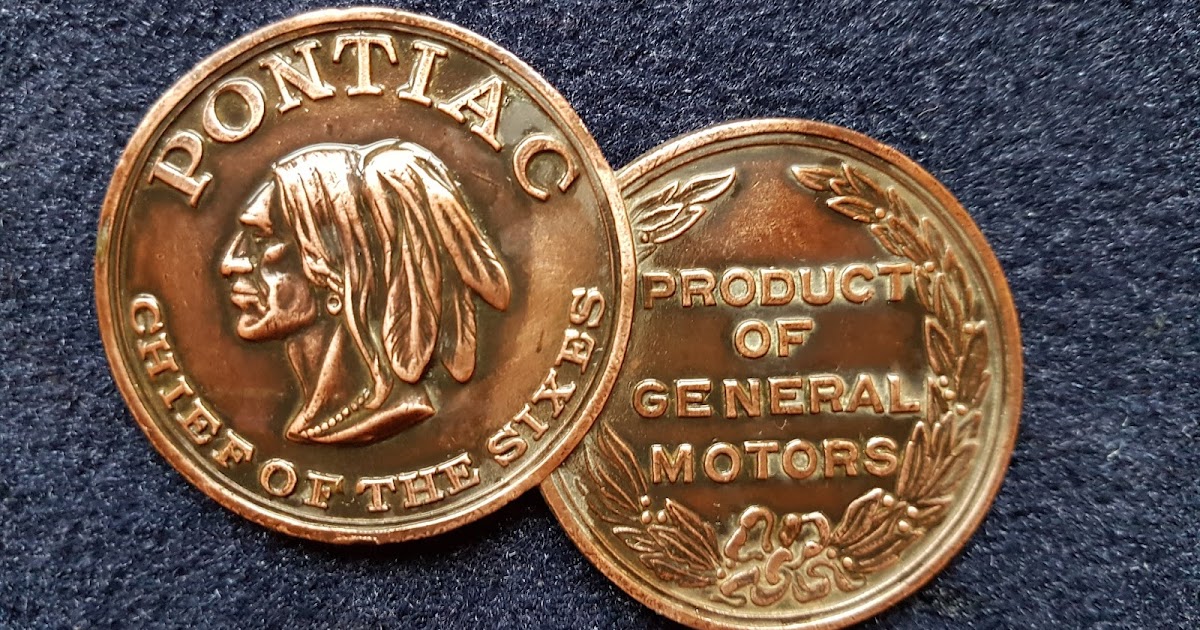 PONTIAC
CHIEF OF THE SIXES
PRODUCT
OF
GENERAL
MOTORS